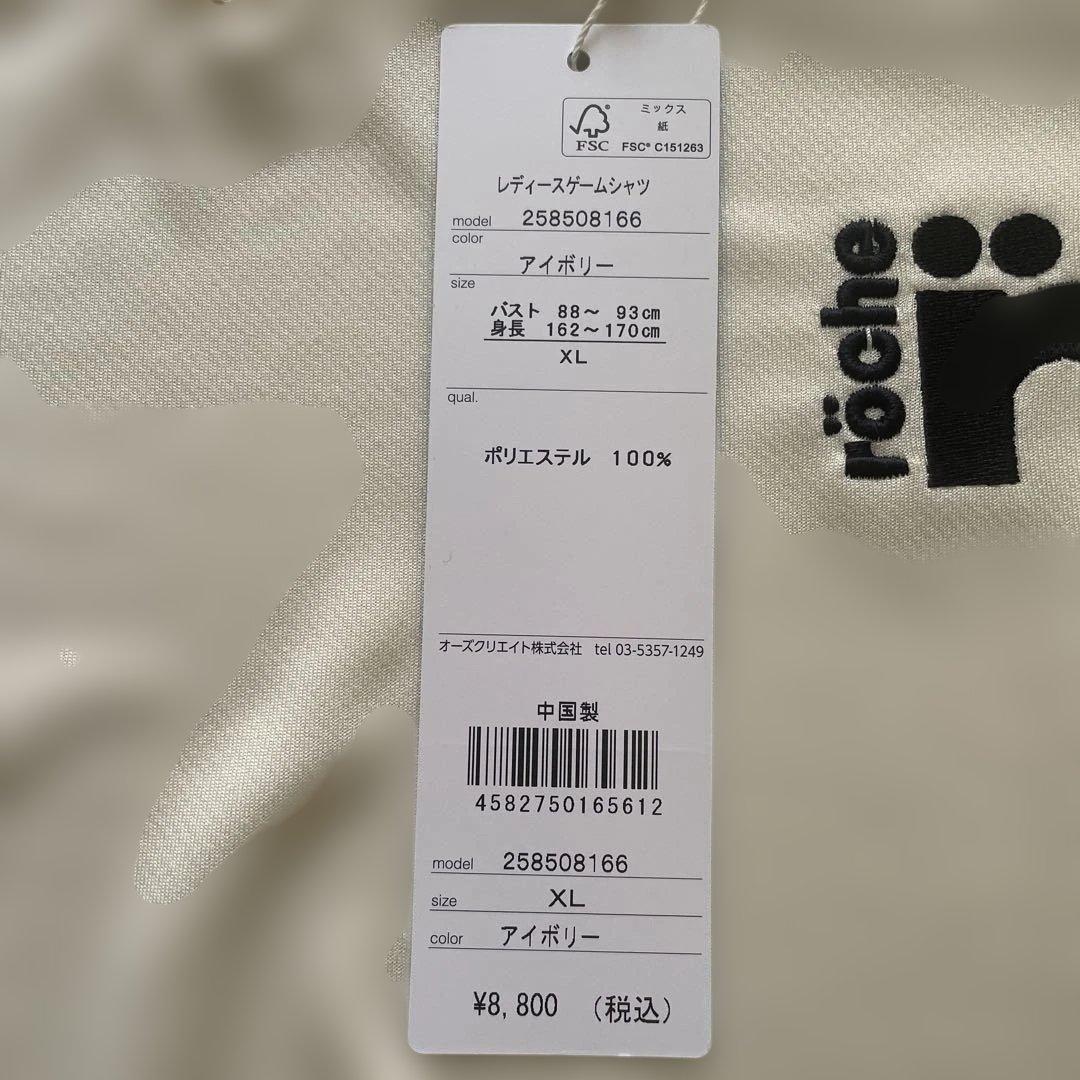 FSC
ミックス
紙
FSC® C151263
レディースゲームシャツ
model 258508166
color
アイボリー
size
バスト 88～ 93㎝
身長 162～170㎝
XL
qual.
ポリエステル 100%
オーズクリエイト株式会社 tel 03-5357-1249
中国製
4582750165612
model 258508166
size XL
color アイボリー
¥8,800 (税込)
röche